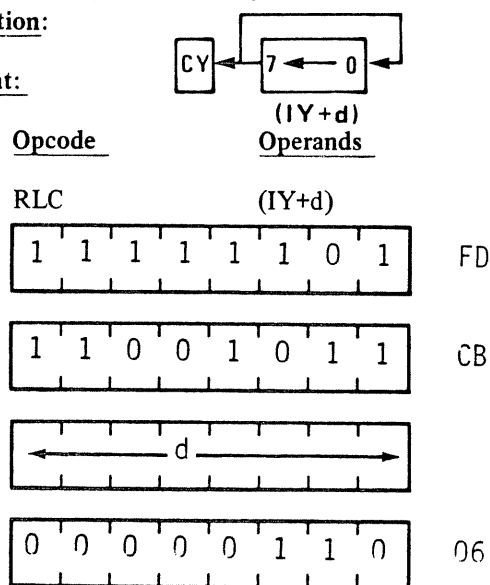 tion:
CY 7 0
(IY+d)
t:
Opcode Operands
RLC (IY+d)
1 1 1 1 1 1 0 1 FD
1 1 0 0 1 0 1 1 CB
d
0 0 0 0 0 1 1 0 06